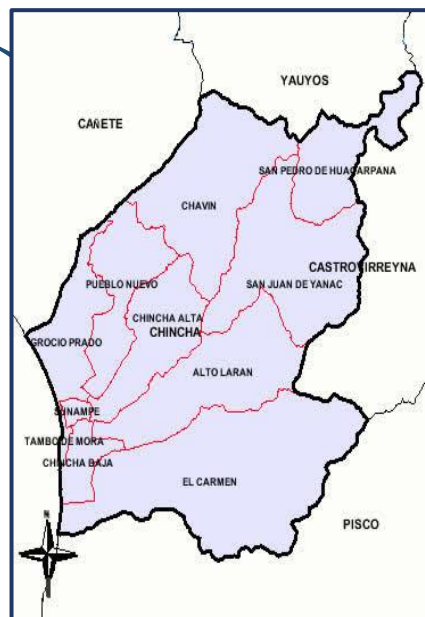 YAUYOS
CAÑETE
SAN PEDRO DE HUACARPANA
CHAVIN
CASTROVIRREYNA
PUEBLO NUEVO
SAN JUAN DE YANAC
CHINCHA ALTA
CHINCHA
GROCIO PRADO
ALTO LARAN
SUNAMPE
TAMBO DE MORA
CHINCHA BAJA
EL CARMEN
N
PISCO